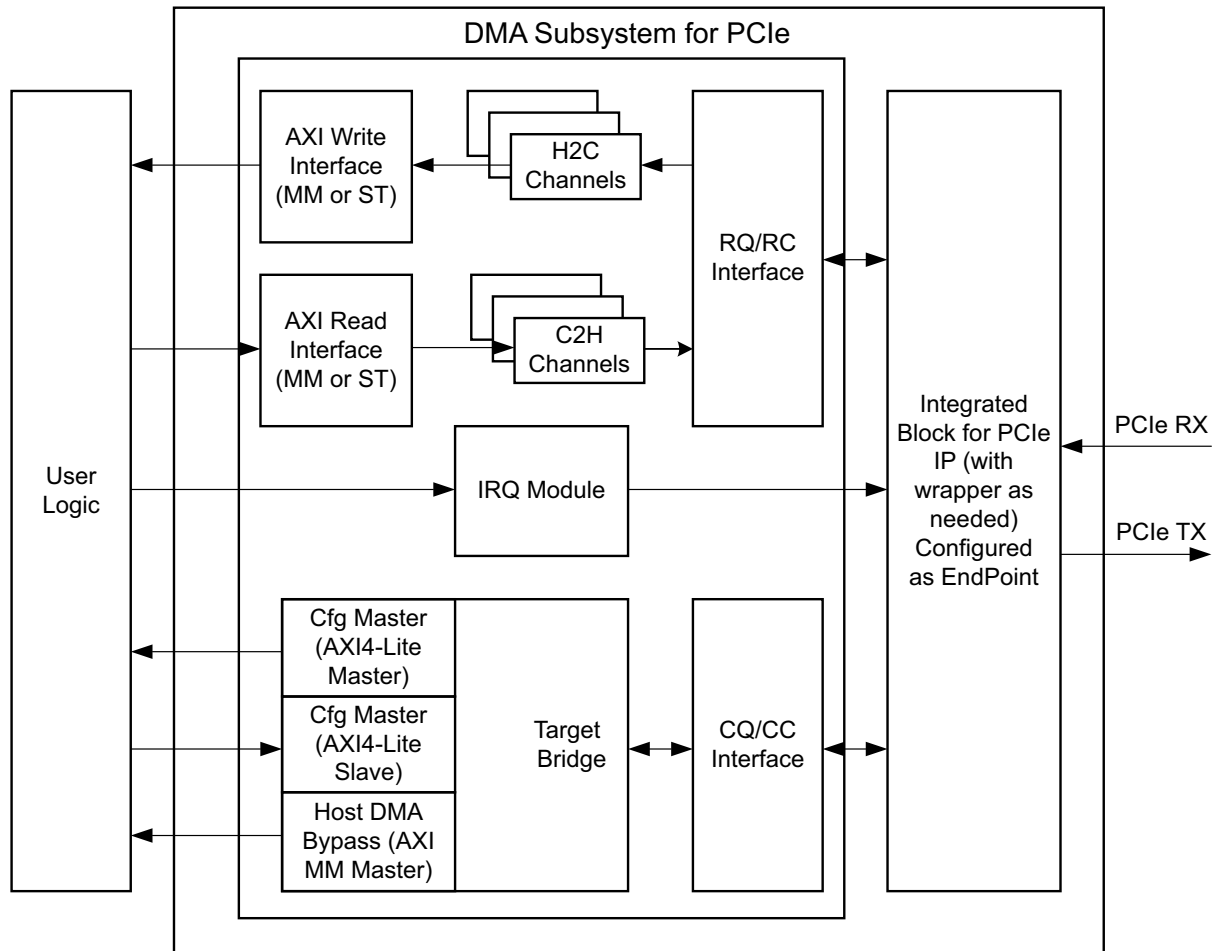 DMA Subsystem for PCIe
User
Logic
AXI Write
Interface
(MM or ST)
H2C
Channels
RQ/RC
Interface
AXI Read
Interface
(MM or ST)
C2H
Channels
IRQ Module
Integrated
Block for PCIe
IP (with
wrapper as
needed)
Configured
as EndPoint
PCIe RX
PCIe TX
Cfg Master
(AXI4-Lite
Master)
Cfg Master
(AXI4-Lite
Slave)
Host DMA
Bypass (AXI
MM Master)
Target
Bridge
CQ/CC
Interface